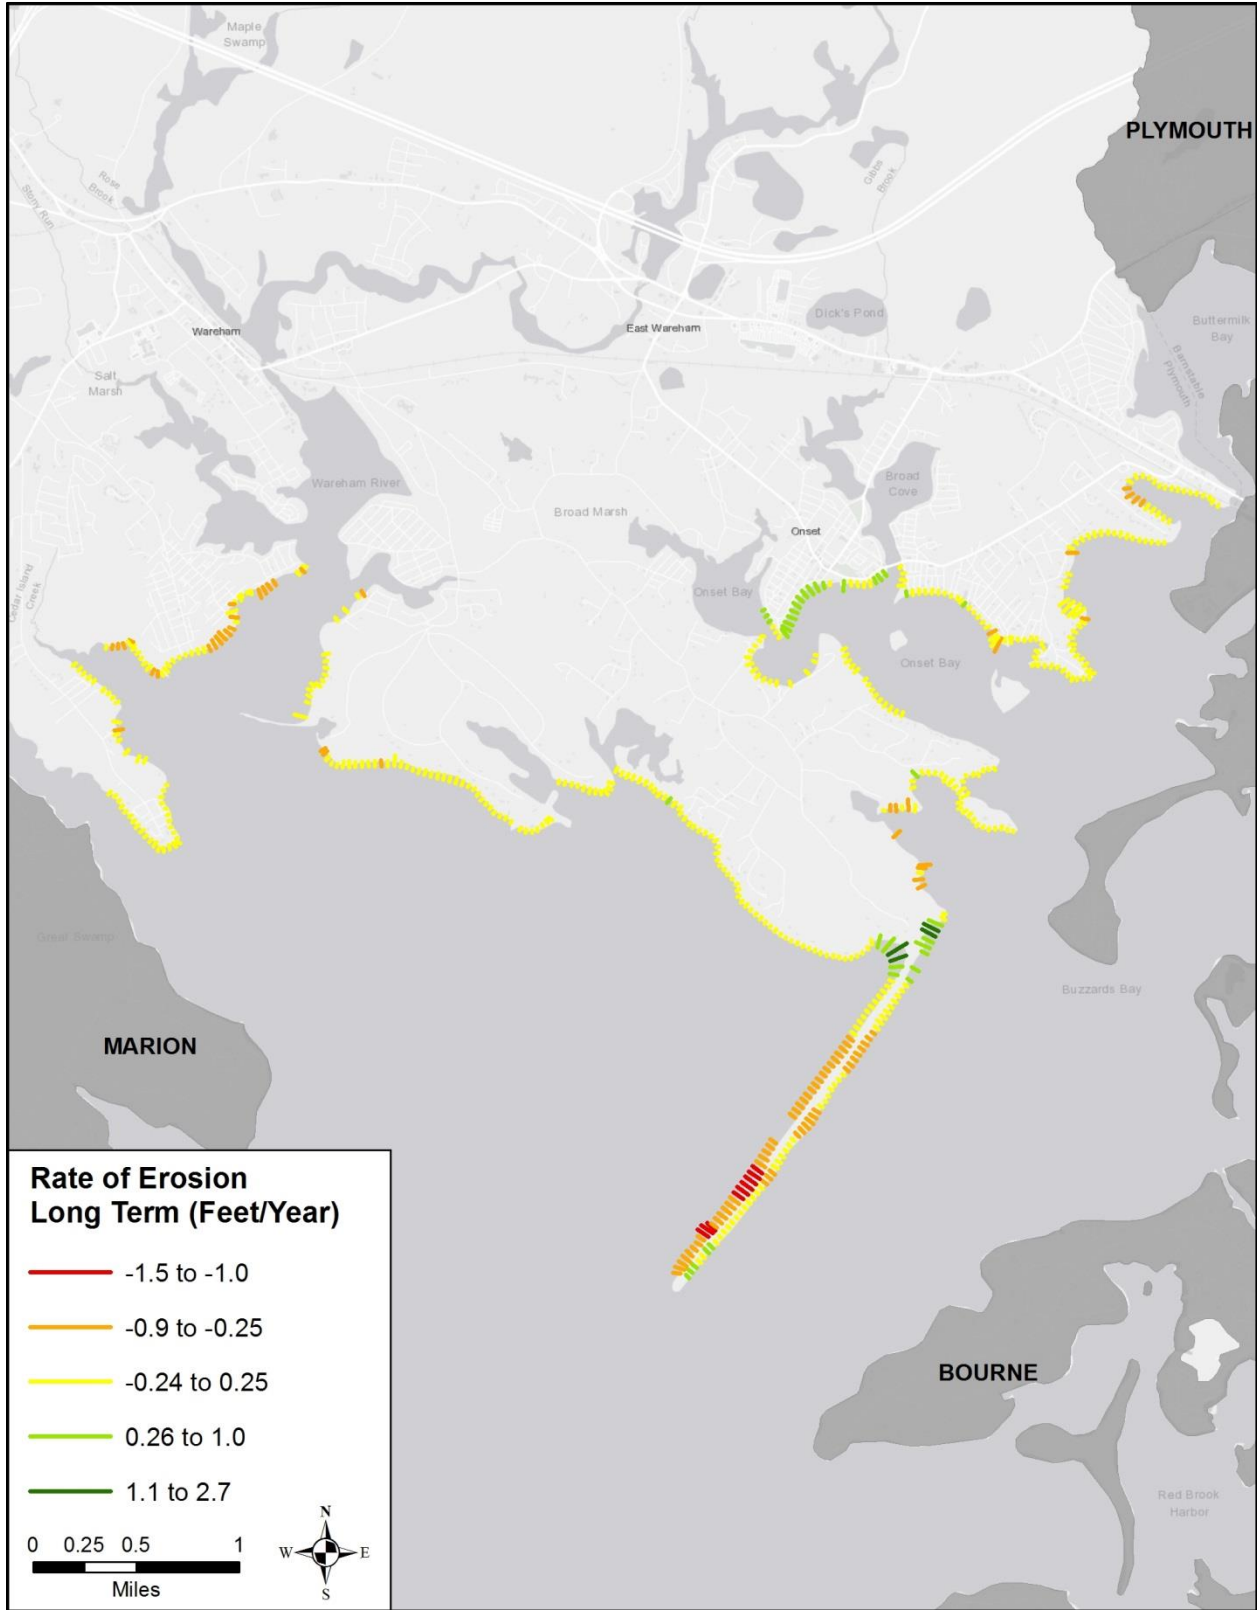 Maple
Swamp
PLYMOUTH
Rose
Brook
Stony Run
Gibbs
Brook
Buttermilk
Bay
Dick's Pond
Wareham
East Wareham
Barnstable
Plymouth
Salt
Marsh
Wareham River
Broad
Cove
Broad Marsh
Onset
Cedar Island
Creek
Onset Bay
Onset Bay
Great Swamp
Buzzards Bay
MARION
Rate of Erosion
Long Term (Feet/Year)
-1.5 to -1.0
-0.9 to -0.25
-0.24 to 0.25
0.26 to 1.0
1.1 to 2.7
0 0.25 0.5 1
Miles
N
W E
S
BOURNE
Red Brook
Harbor